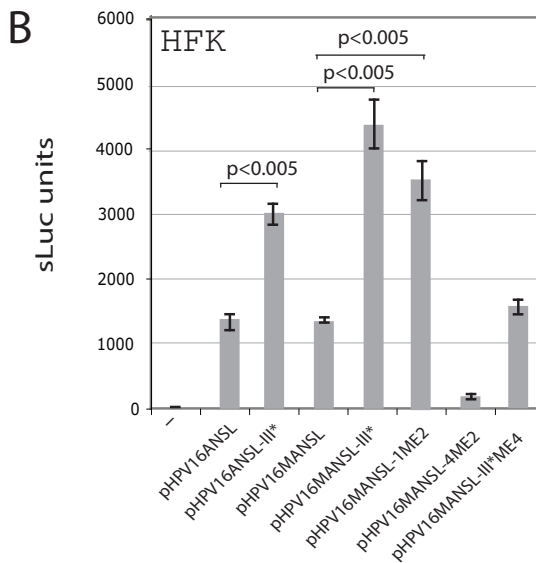 B
HFK
sLuc units
6000
5000
4000
3000
2000
1000
0
p<0.005
p<0.005
p<0.005
–
pHPV16ANSL
pHPV16ANSL-III*
pHPV16MANSL
pHPV16MANSL-III*
pHPV16MANSL-1ME2
pHPV16MANSL-4ME2
pHPV16MANSL-III*ME4